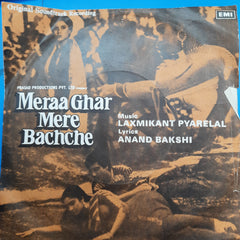 Original Soundtrack Recording
EMI
PRASAD PRODUCTIONS PVT. LTD
Meraa Ghar
Mere
Bachche
Music
LAXMIKANT PYARELAL
Lyrics
ANAND BAKSHI